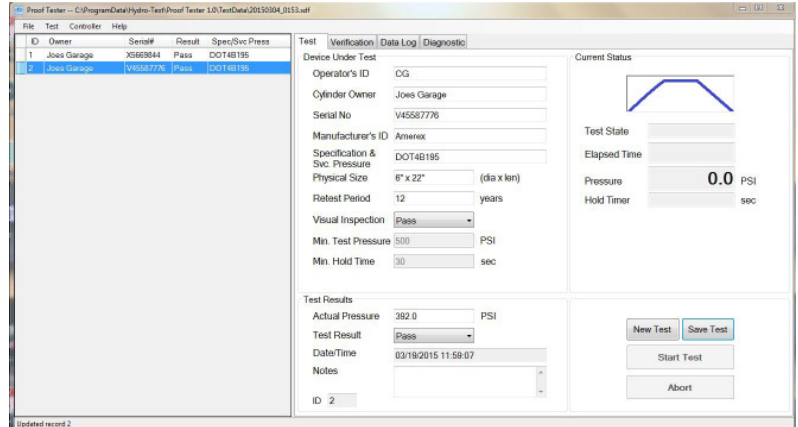 Proof Tester -- C:\ProgramData\Hydro-Test\Proof Tester 1.0\TestData\20150304_0153.sdf
File Test Controller Help
ID Owner Serial# Result Spec/Svc Press
1 Joes Garage X5669844 Pass DOT4B195
2 Joes Garage V45587776 Pass DOT4B195
Test Verification Data Log Diagnostic
Device Under Test
Operator's ID CG
Cylinder Owner Joes Garage
Serial No V45587776
Manufacturer's ID Amerex
Specification &
Svc. Pressure DOT4B195
Physical Size 6" x 22" (dia x len)
Retest Period 12 years
Visual Inspection Pass
Min. Test Pressure 500 PSI
Min. Hold Time 30 sec
Current Status
Test State
Elapsed Time
Pressure 0.0 PSI
Hold Timer sec
Test Results
Actual Pressure 392.0 PSI
Test Result Pass
Date/Time 03/19/2015 11:59:07
Notes
ID 2
New Test Save Test
Start Test
Abort
Updated record 2